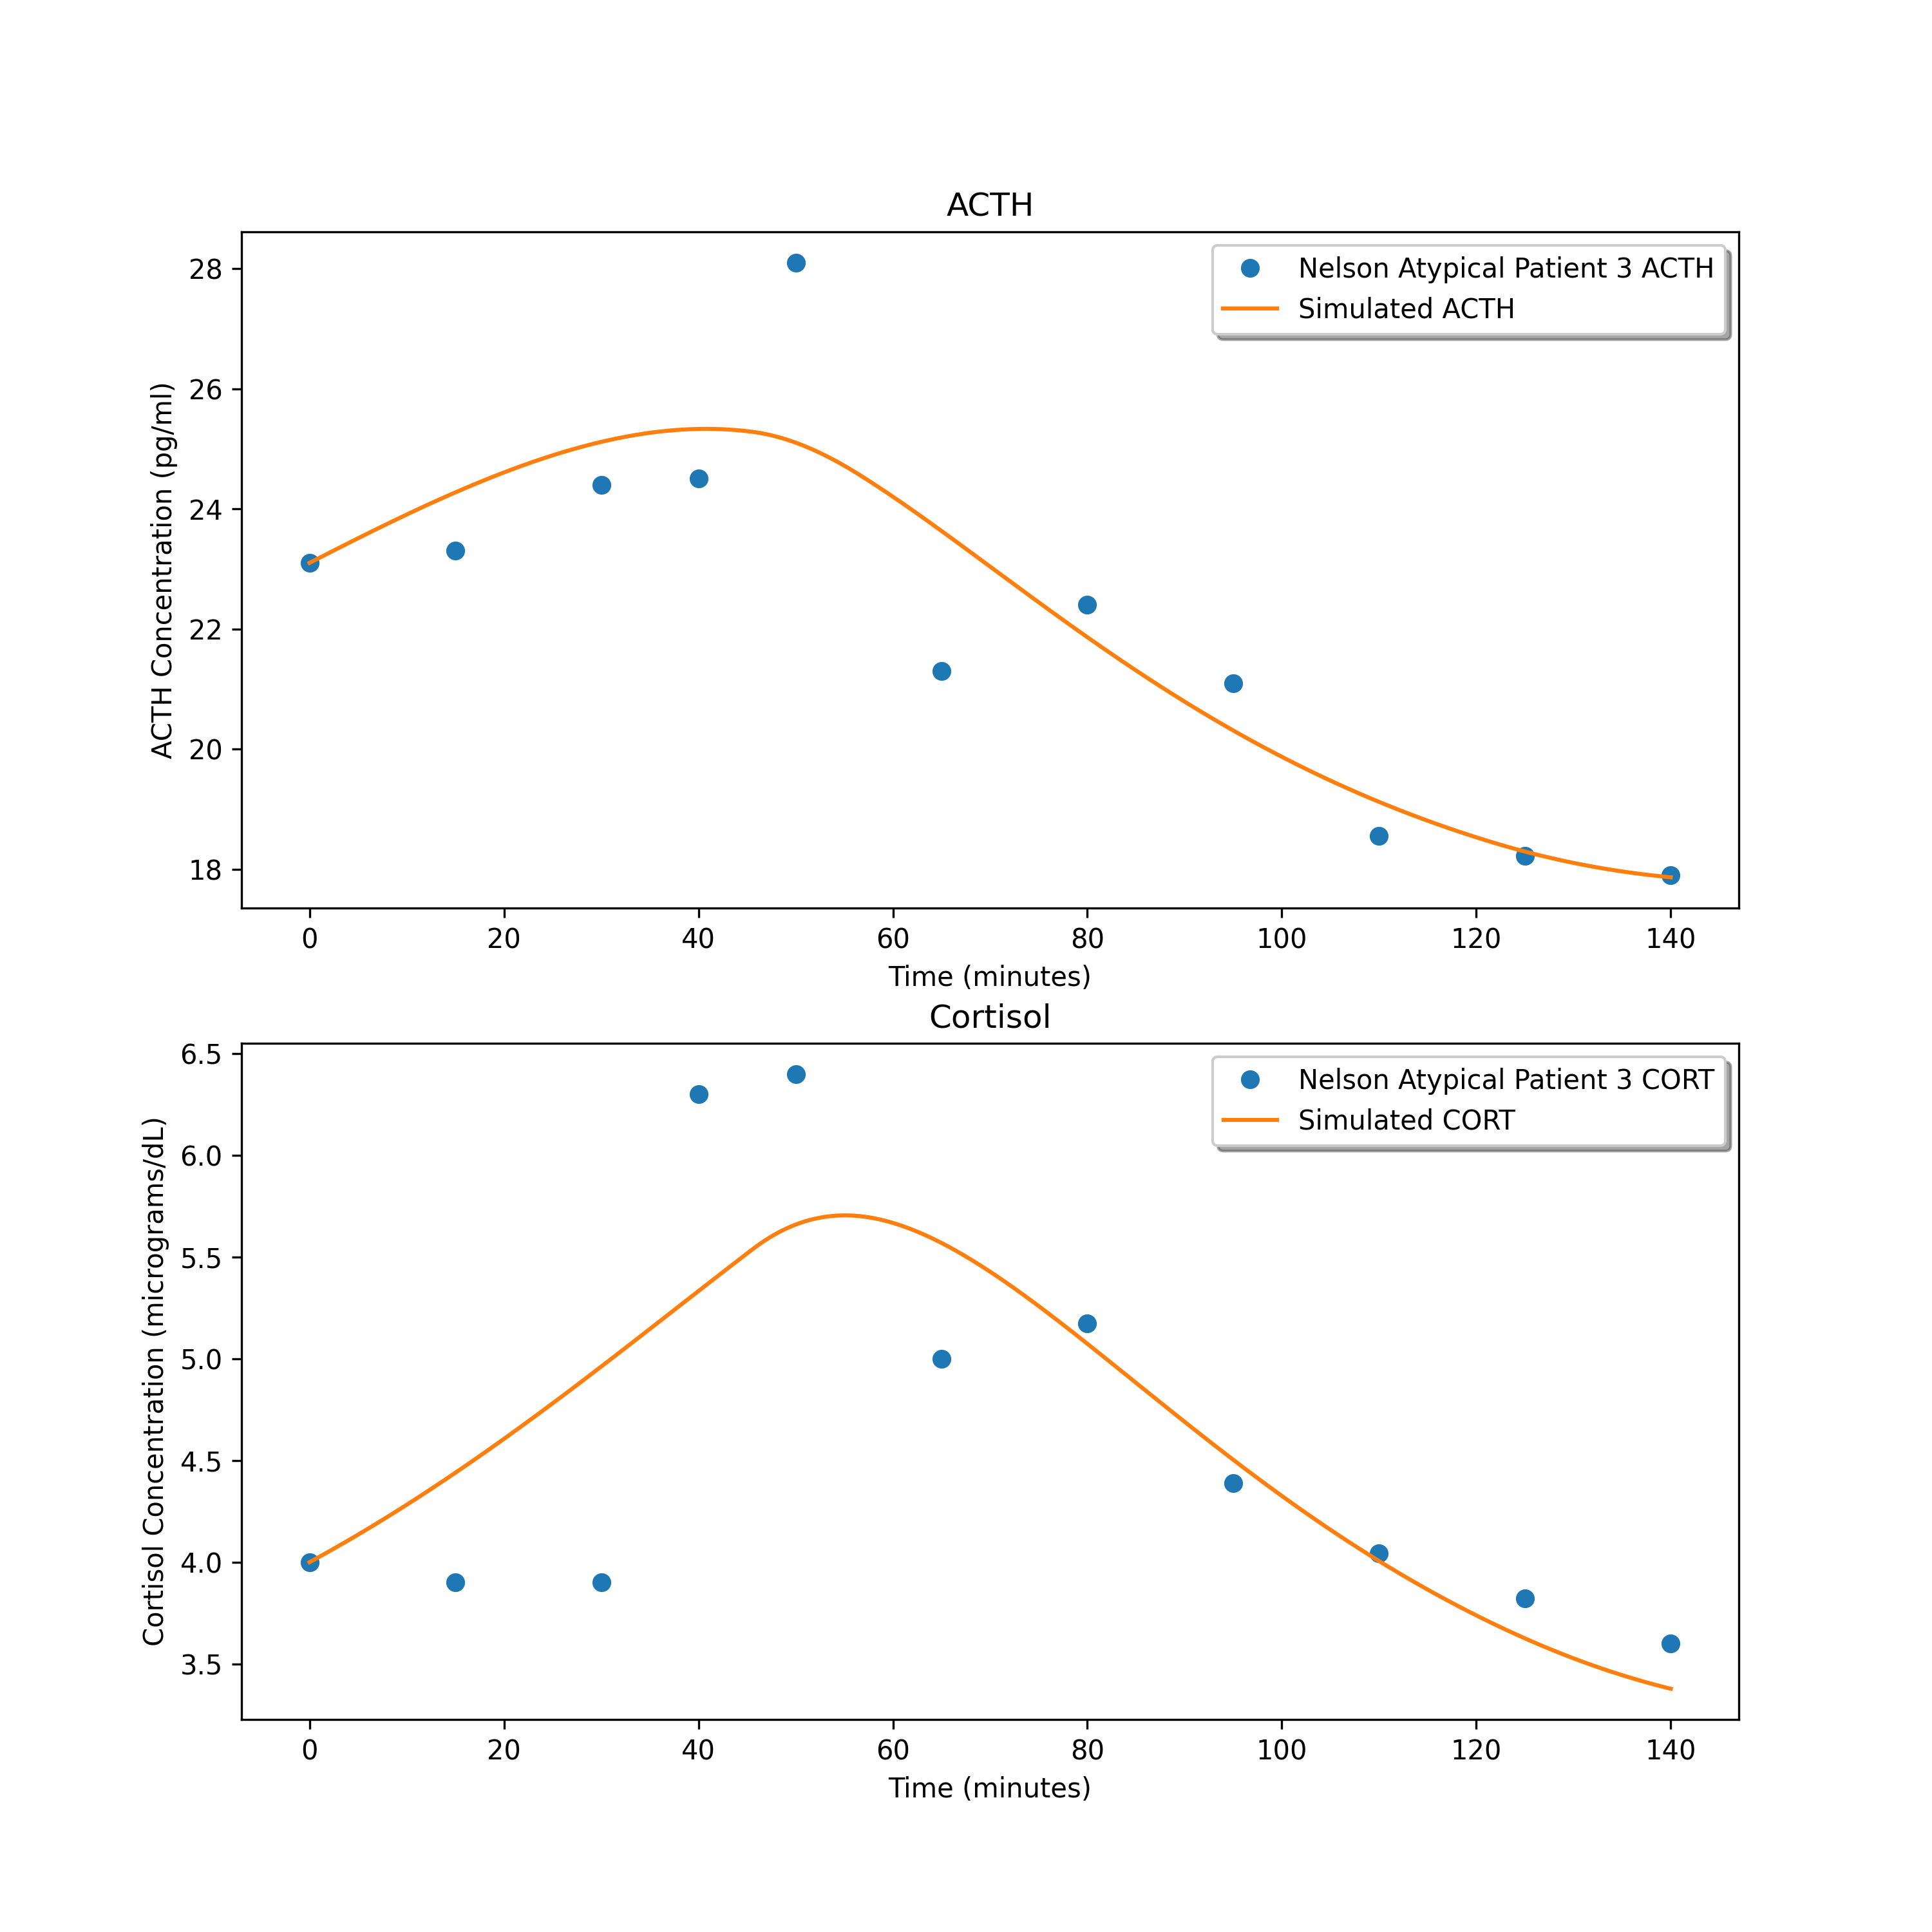 ACTH
Nelson Atypical Patient 3 ACTH
Simulated ACTH
ACTH Concentration (pg/ml)
28
26
24
22
20
18
0 20 40 60 80 100 120 140
Time (minutes)
Cortisol
Nelson Atypical Patient 3 CORT
Simulated CORT
Cortisol Concentration (micrograms/dL)
6.5
6.0
5.5
5.0
4.5
4.0
3.5
0 20 40 60 80 100 120 140
Time (minutes)